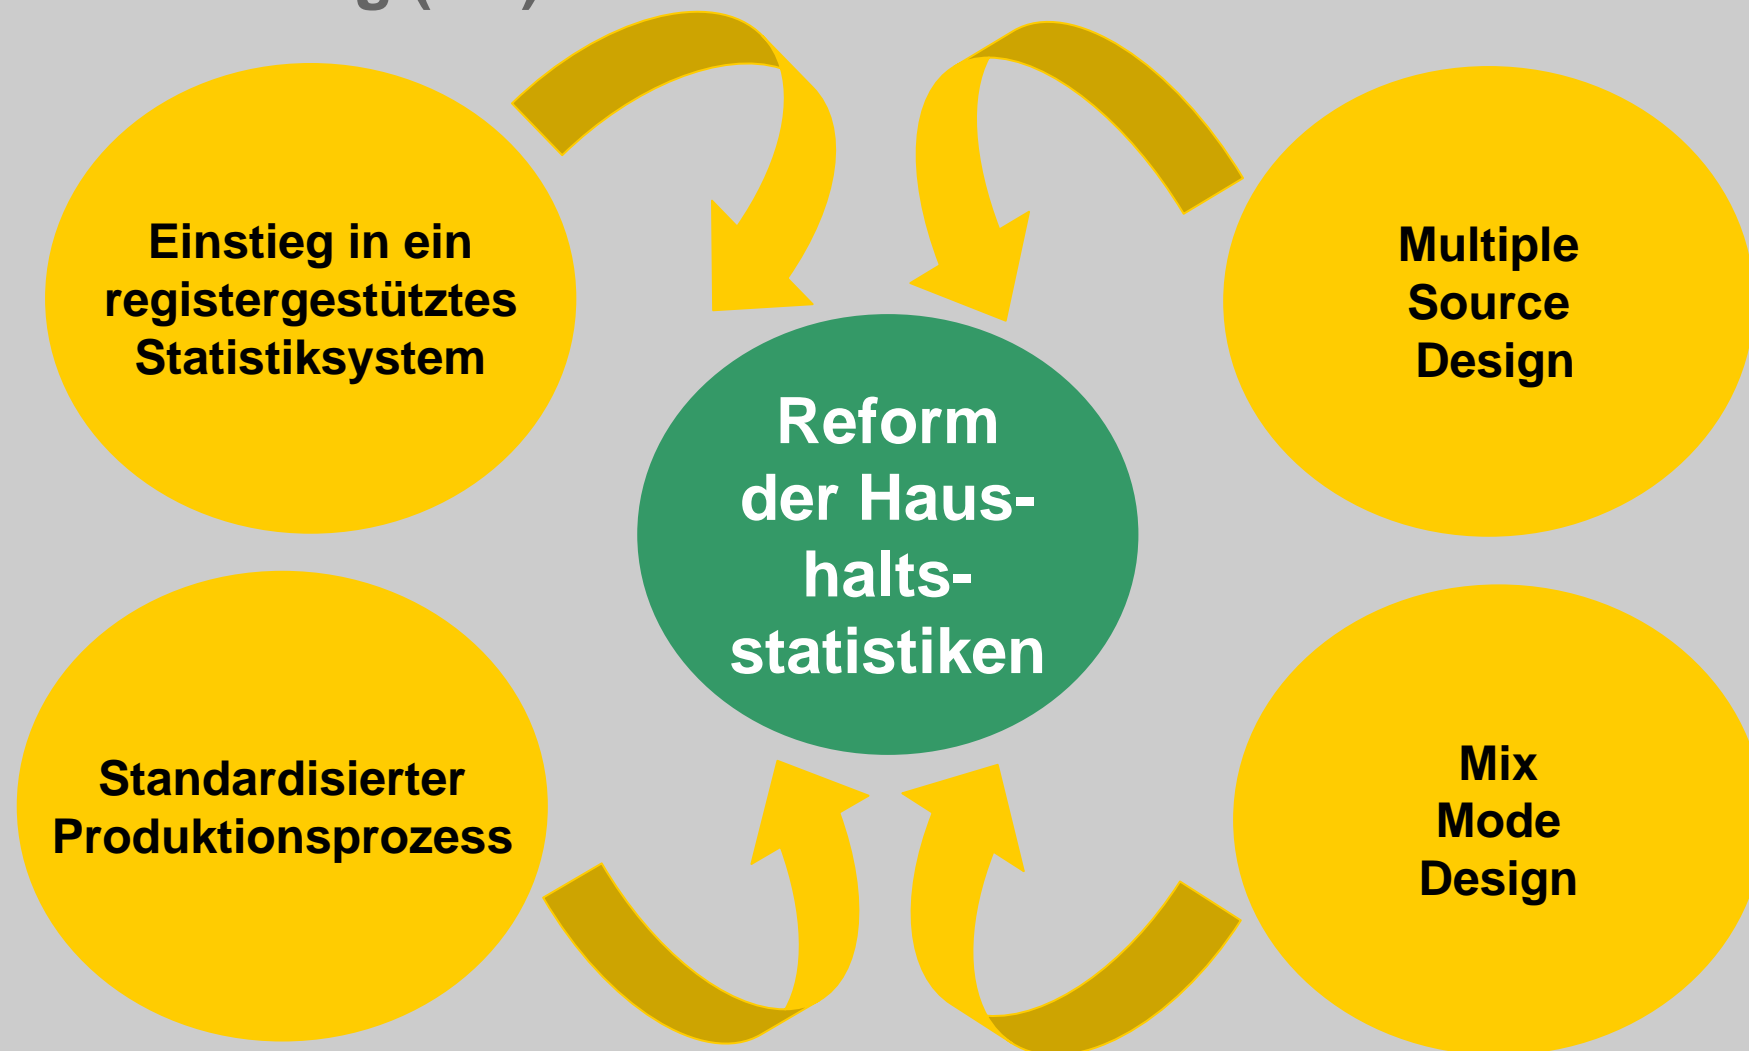 Einstieg in ein
registergestütztes
Statistiksystem
Multiple
Source
Design
Reform
der Haus-
halts-
statistiken
Standardisierter
Produktionsprozess
Mix
Mode
Design